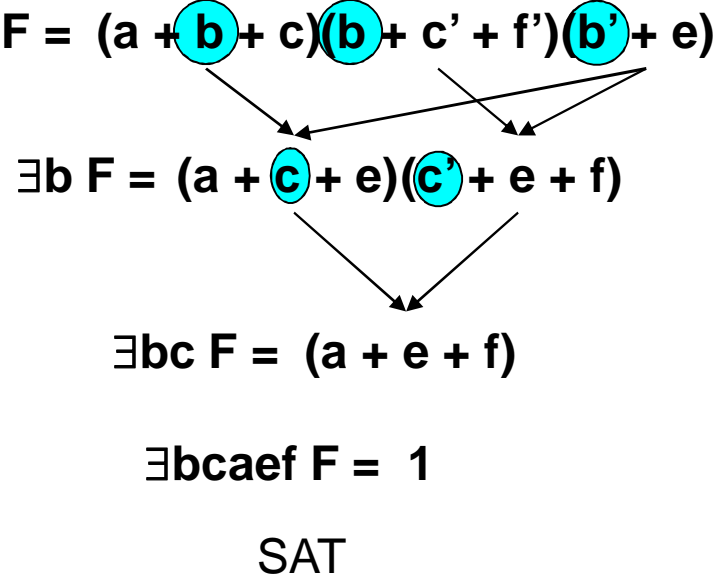 F = (a + b + c)(b + c’ + f’)(b’ + e)
∃b F = (a + c + e)(c’ + e + f)
∃bc F = (a + e + f)
∃bcaef F = 1
SAT